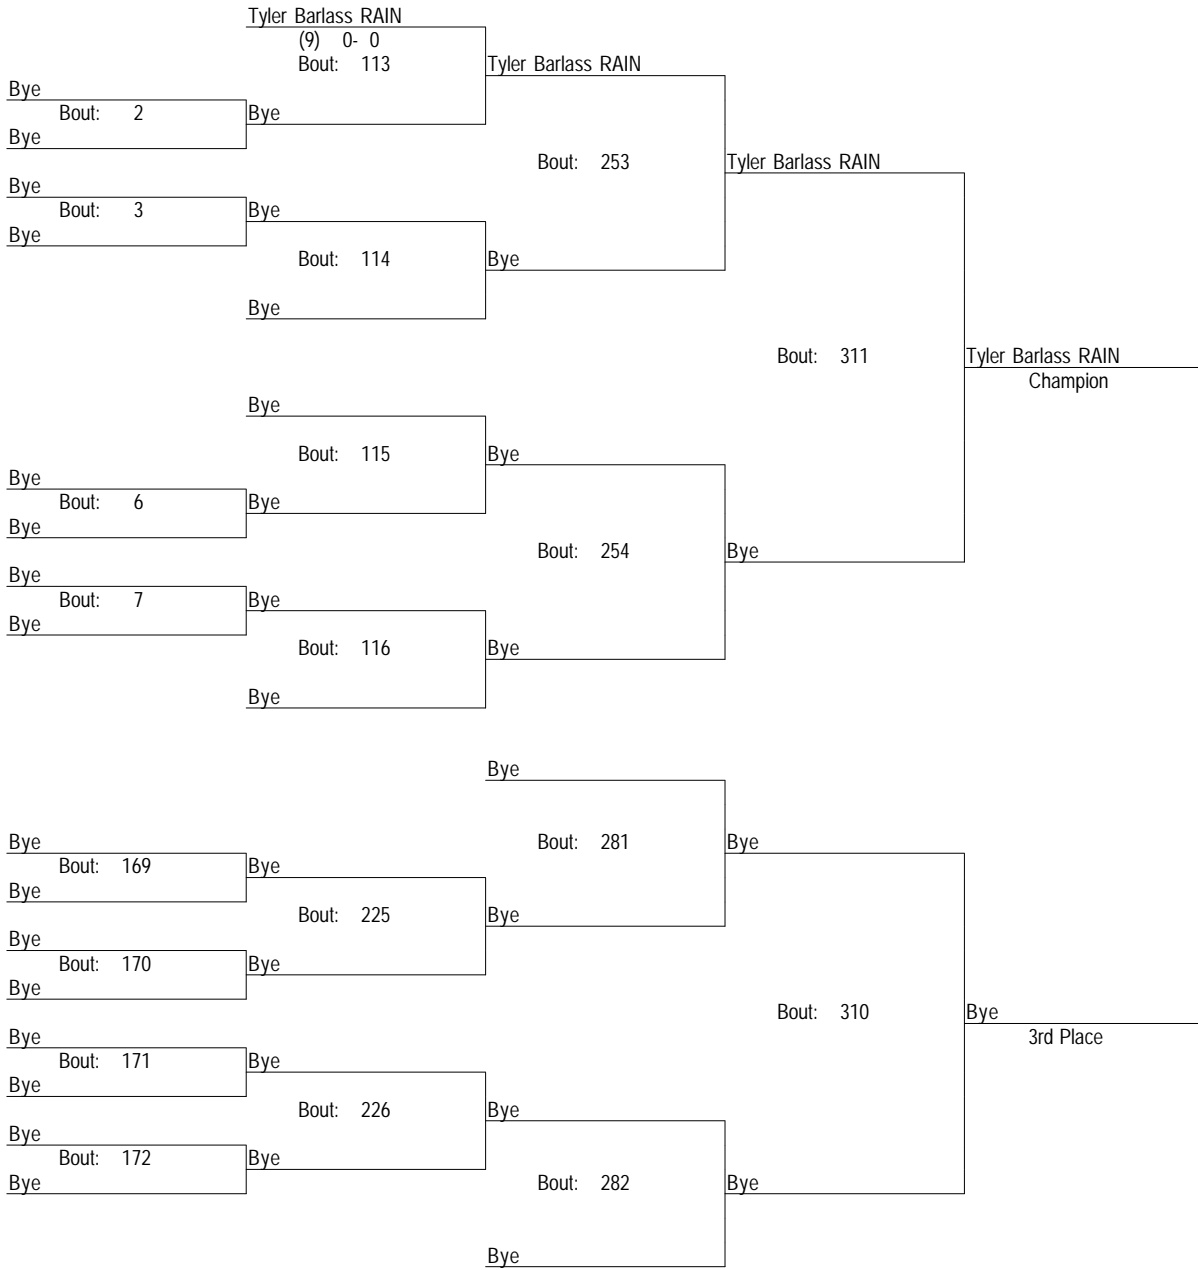 Tyler Barlass RAIN
(9) 0- 0
Bout: 113
Tyler Barlass RAIN
Bye
Bout: 2
Bye
Bye
Bout: 253
Tyler Barlass RAIN
Bye
Bout: 3
Bye
Bye
Bout: 114
Bye
Bye
Bout: 311
Tyler Barlass RAIN
Champion
Bye
Bout: 115
Bye
Bye
Bout: 6
Bye
Bye
Bout: 254
Bye
Bye
Bout: 7
Bye
Bye
Bout: 116
Bye
Bye
Bye
Bye
Bout: 281
Bye
Bout: 169
Bye
Bye
Bout: 225
Bye
Bye
Bout: 170
Bye
Bye
Bout: 310
Bye
3rd Place
Bye
Bout: 171
Bye
Bye
Bout: 226
Bye
Bye
Bout: 172
Bye
Bye
Bout: 282
Bye
Bye